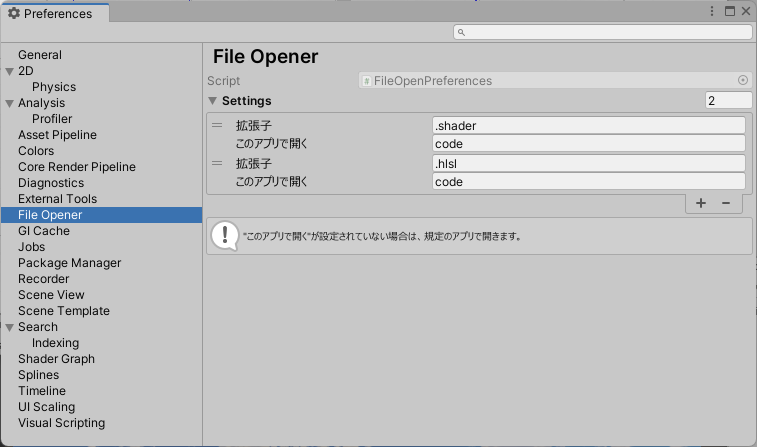 Preferences
General
2D
Physics
Analysis
Profiler
Asset Pipeline
Colors
Core Render Pipeline
Diagnostics
External Tools
File Opener
GI Cache
Jobs
Package Manager
Recorder
Scene View
Scene Template
Search
Indexing
Shader Graph
Splines
Timeline
UI Scaling
Visual Scripting
File Opener
Script # FileOpenPreferences
Settings 2
拡張子 .shader
このアプリで開く code
拡張子 .hlsl
このアプリで開く code
"このアプリで開く"が設定されていない場合は、規定のアプリで開きます。